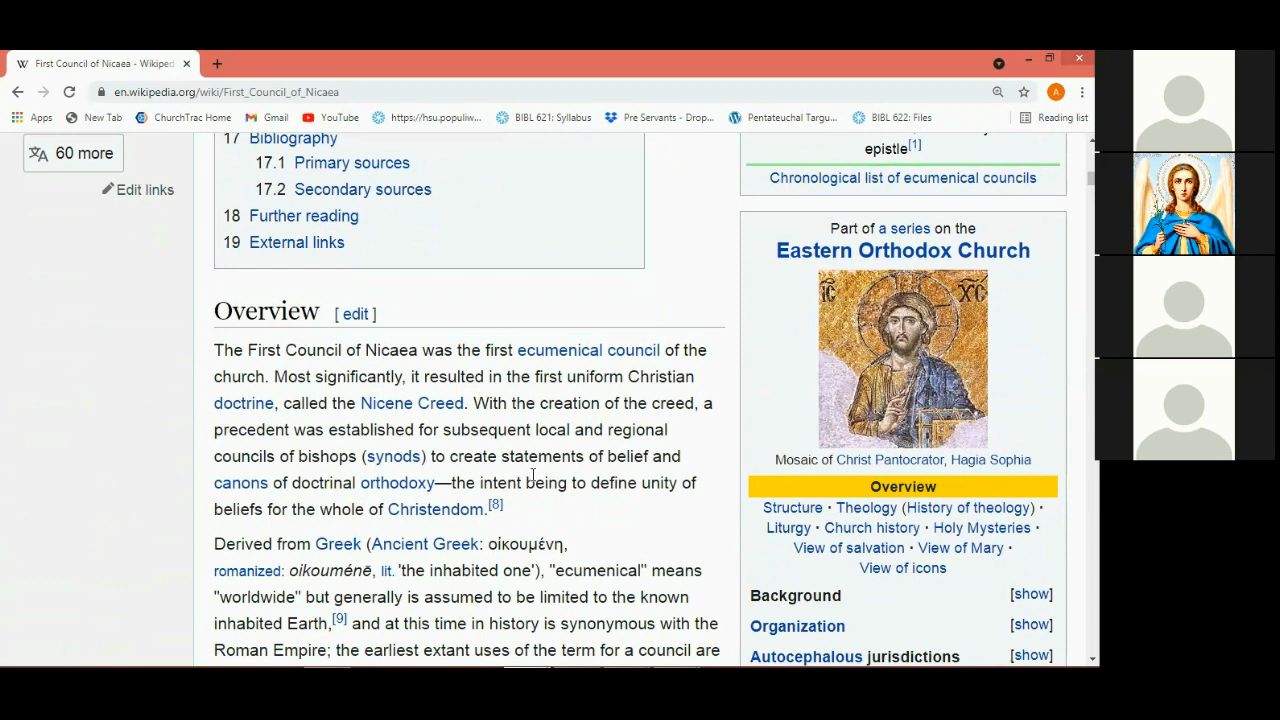 First Council of Nicaea - Wikiped
en.wikipedia.org/wiki/First_Council_of_Nicaea
A
Apps
New Tab
ChurchTrac Home
Gmail
YouTube
https://hsu.populiw...
BIBL 621: Syllabus
Pre Servants - Drop...
Pentateuchal Targu...
BIBL 622: Files
Reading list
60 more
Edit links
17 Bibliography
17.1 Primary sources
17.2 Secondary sources
18 Further reading
19 External links
Overview [ edit ]
The First Council of Nicaea was the first ecumenical council of the
church. Most significantly, it resulted in the first uniform Christian
doctrine, called the Nicene Creed. With the creation of the creed, a
precedent was established for subsequent local and regional
councils of bishops (synods) to create statements of belief and
canons of doctrinal orthodoxy—the intent being to define unity of
beliefs for the whole of Christendom.[8]
Derived from Greek (Ancient Greek: οἰκουμένη,
romanized: oikouménē, lit. 'the inhabited one'), "ecumenical" means
"worldwide" but generally is assumed to be limited to the known
inhabited Earth,[9] and at this time in history is synonymous with the
Roman Empire; the earliest extant uses of the term for a council are
epistle[1]
Chronological list of ecumenical councils
Part of a series on the
Eastern Orthodox Church
IC XC
Mosaic of Christ Pantocrator, Hagia Sophia
Overview
Structure · Theology (History of theology) ·
Liturgy · Church history · Holy Mysteries ·
View of salvation · View of Mary ·
View of icons
Background [show]
Organization [show]
Autocephalous jurisdictions [show]